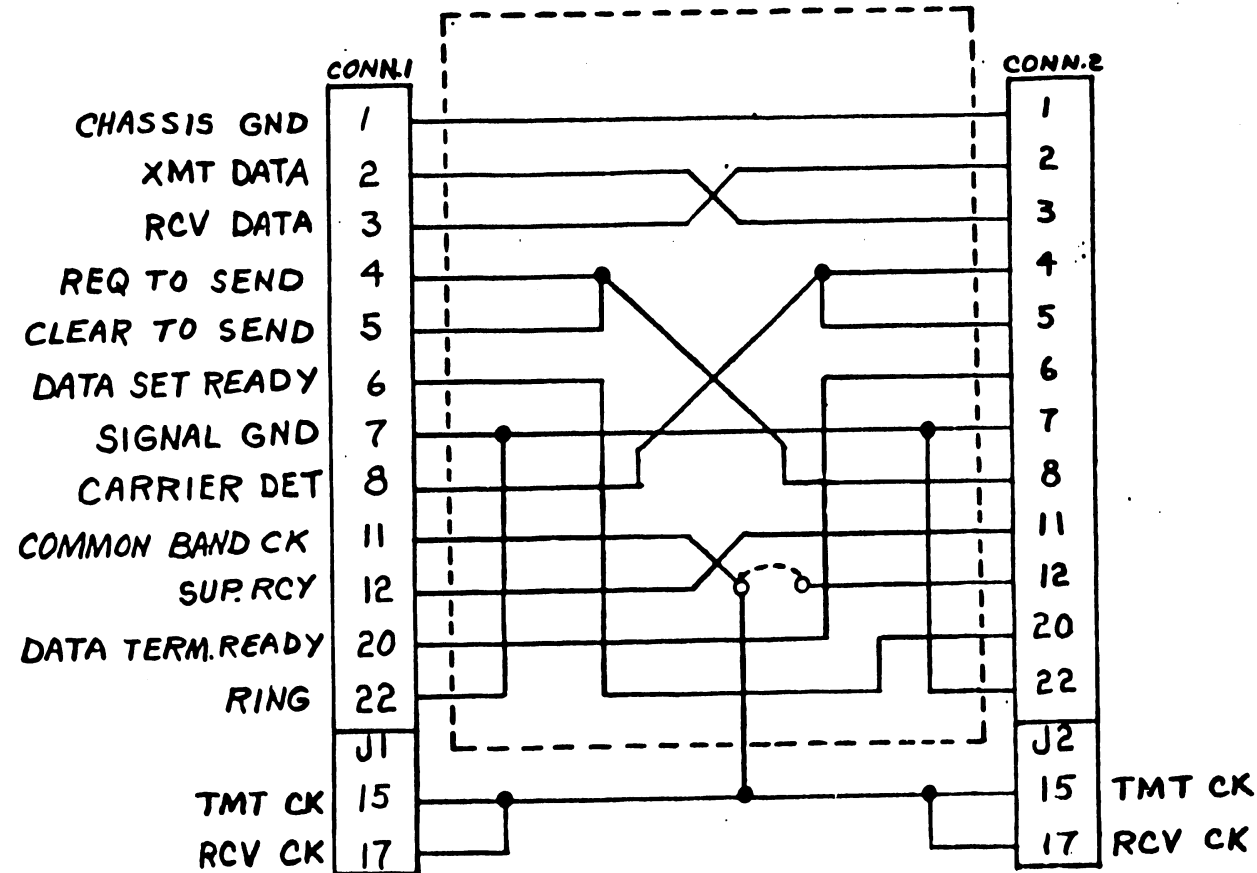 CONN.1 CONN.2
CHASSIS GND 1 1
XMT DATA 2 2
RCV DATA 3 3
REQ TO SEND 4 4
CLEAR TO SEND 5 5
DATA SET READY 6 6
SIGNAL GND 7 7
CARRIER DET 8 8
COMMON BAND CK 11 11
SUP. RCY 12 12
DATA TERM. READY 20 20
RING 22 22
J1 J2
TMT CK 15 15 TMT CK
RCV CK 17 17 RCV CK